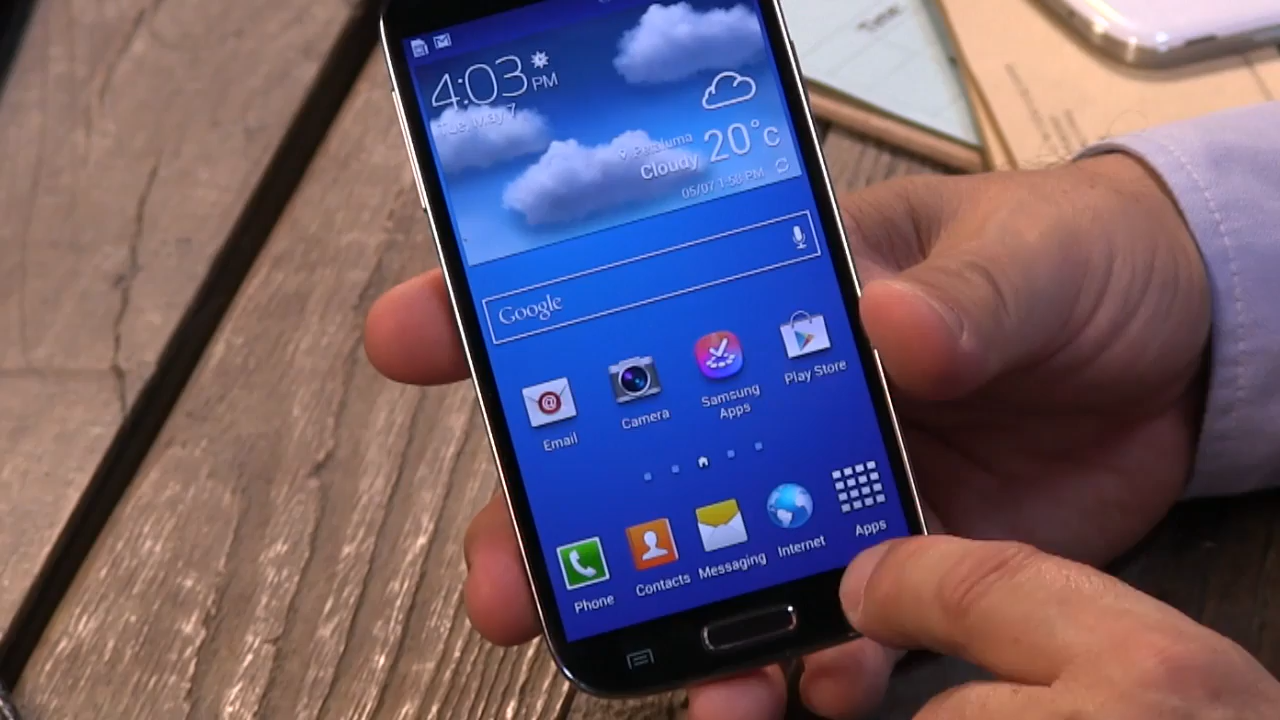 4:03 PM
Tue, May 7
Petaluma
Cloudy
20°C
05/07 1:58 PM
Google
Email
Camera
Samsung
Apps
Play Store
Phone
Contacts
Messaging
Internet
Apps